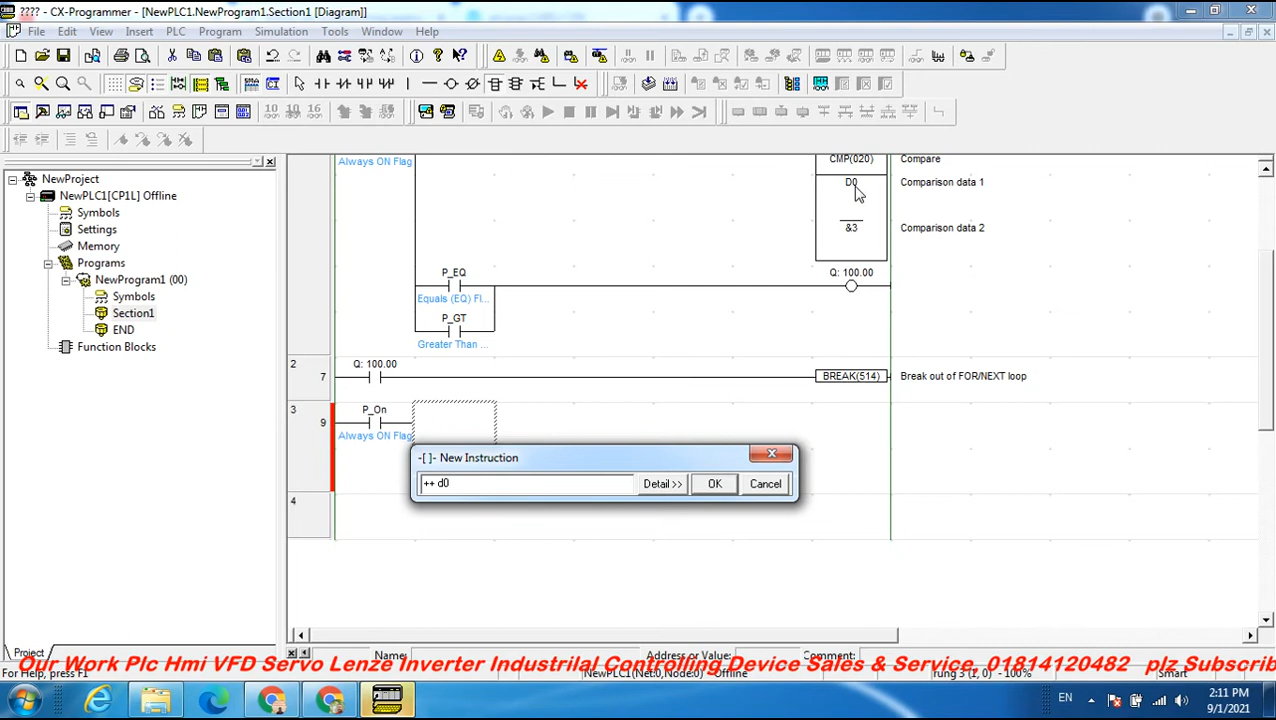 ???? - CX-Programmer - [NewPLC1.NewProgram1.Section1 [Diagram]]
File Edit View Insert PLC Program Simulation Tools Window Help
10 10 16
NewProject
NewPLC1[CP1L] Offline
Symbols
Settings
Memory
Programs
NewProgram1 (00)
Symbols
Section1
END
Function Blocks
Project
Always ON Flag
CMP(020)
Compare
D0
Comparison data 1
&3
Comparison data 2
P_EQ
Q: 100.00
Equals (EQ) Fl...
P_GT
Greater Than ...
2
7
Q: 100.00
BREAK(514)
Break out of FOR/NEXT loop
3
9
P_On
Always ON Flag
-[ ]- New Instruction
++ d0
Detail >>
OK
Cancel
4
Name:
Address or Value:
Comment:
Our Work Plc Hmi VFD Servo Lenze Inverter Industrilal Controlling Device Sales & Service, 01814120482 plz Subscrib
For Help, press F1
NewPLC1(Net:0,Node:0) - Offline
rung 3 (1, 0) - 100%
Smart
EN
2:11 PM
9/1/2021